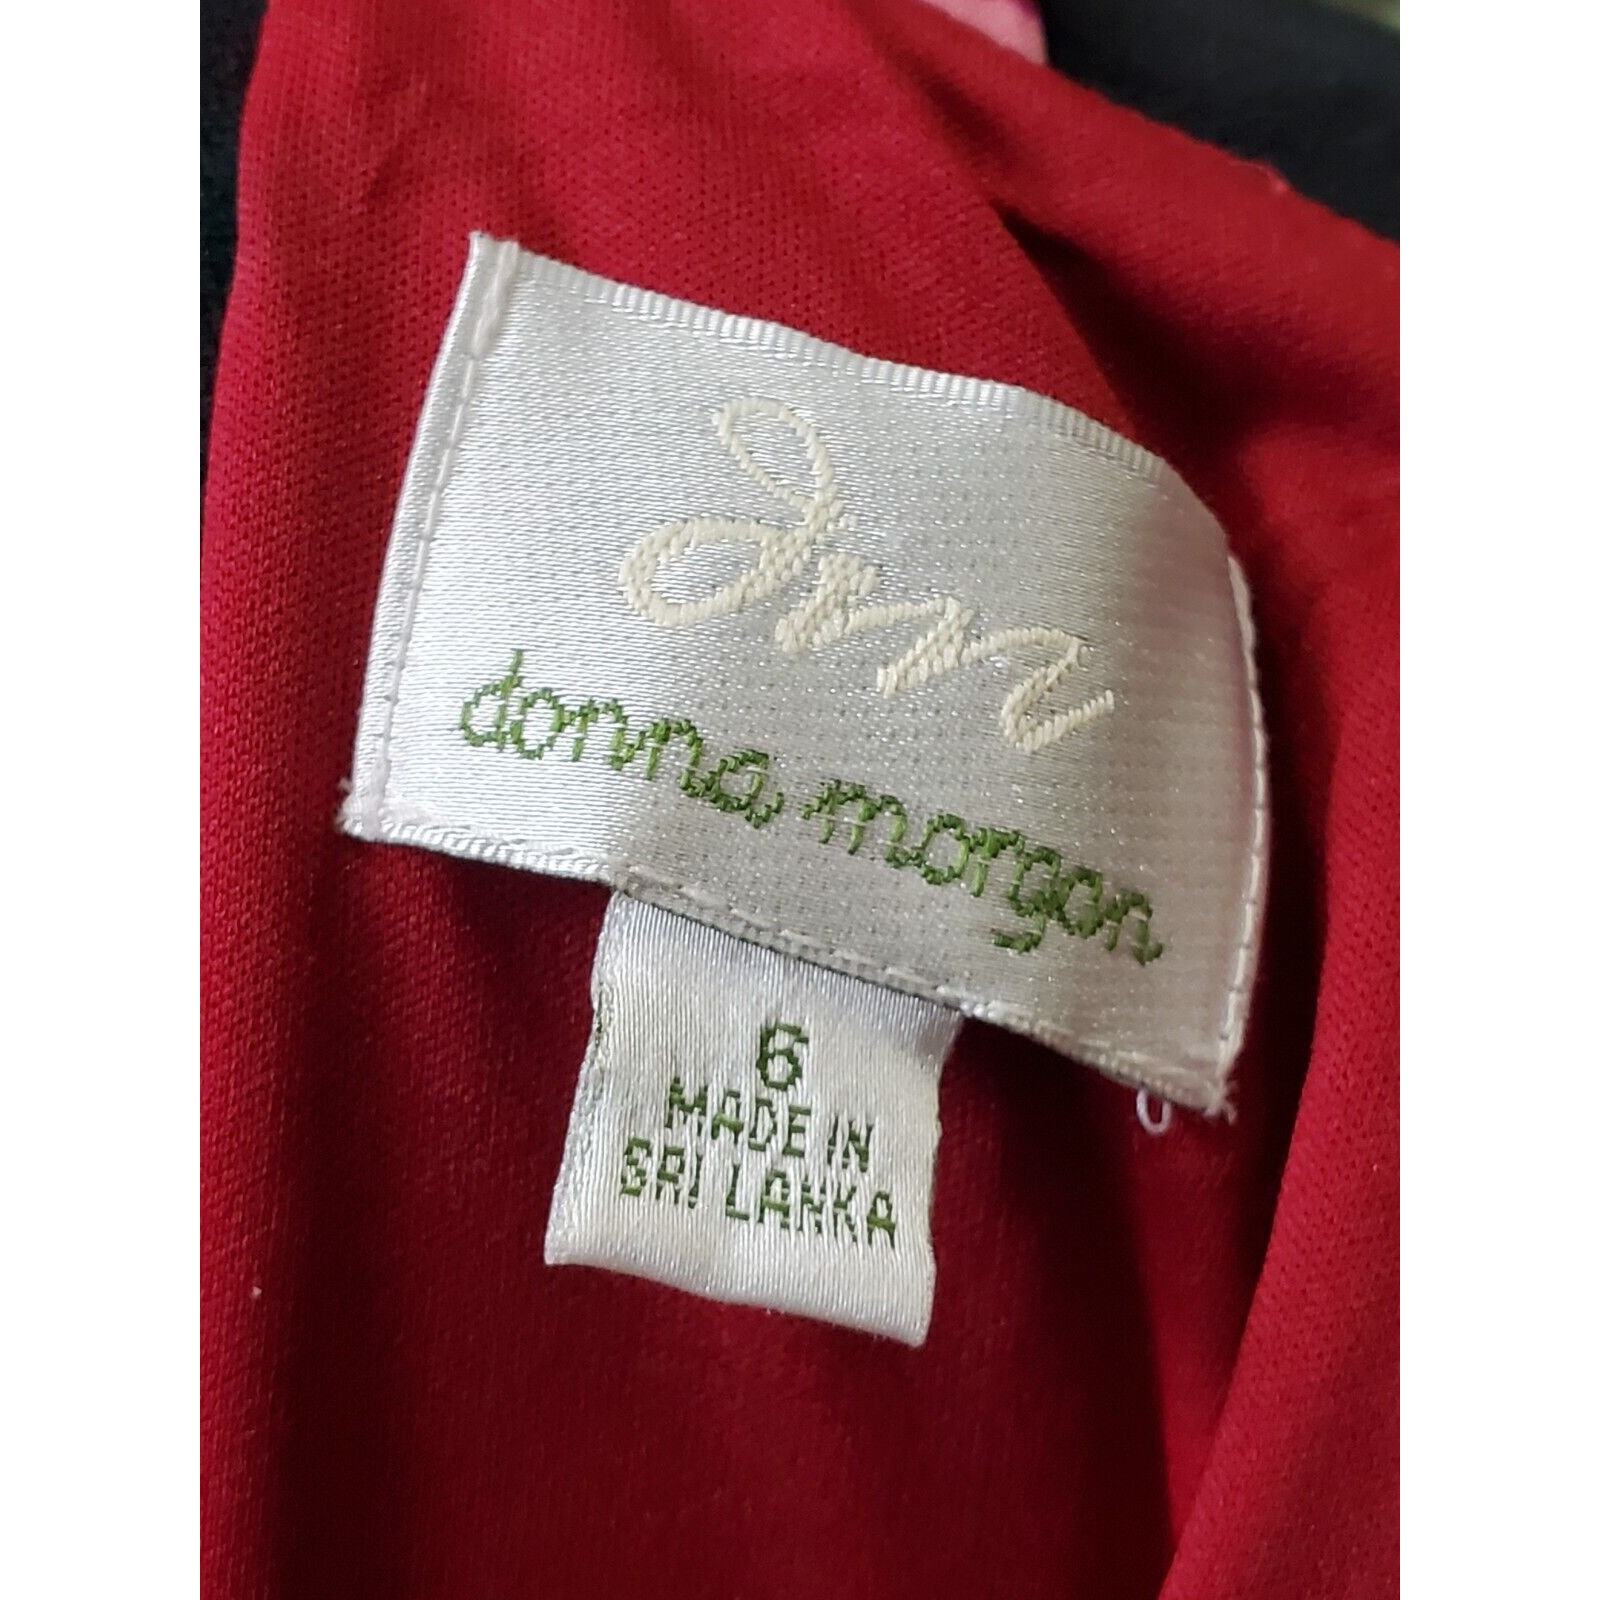 dm
donna morgan
6
MADE IN
SRI LANKA